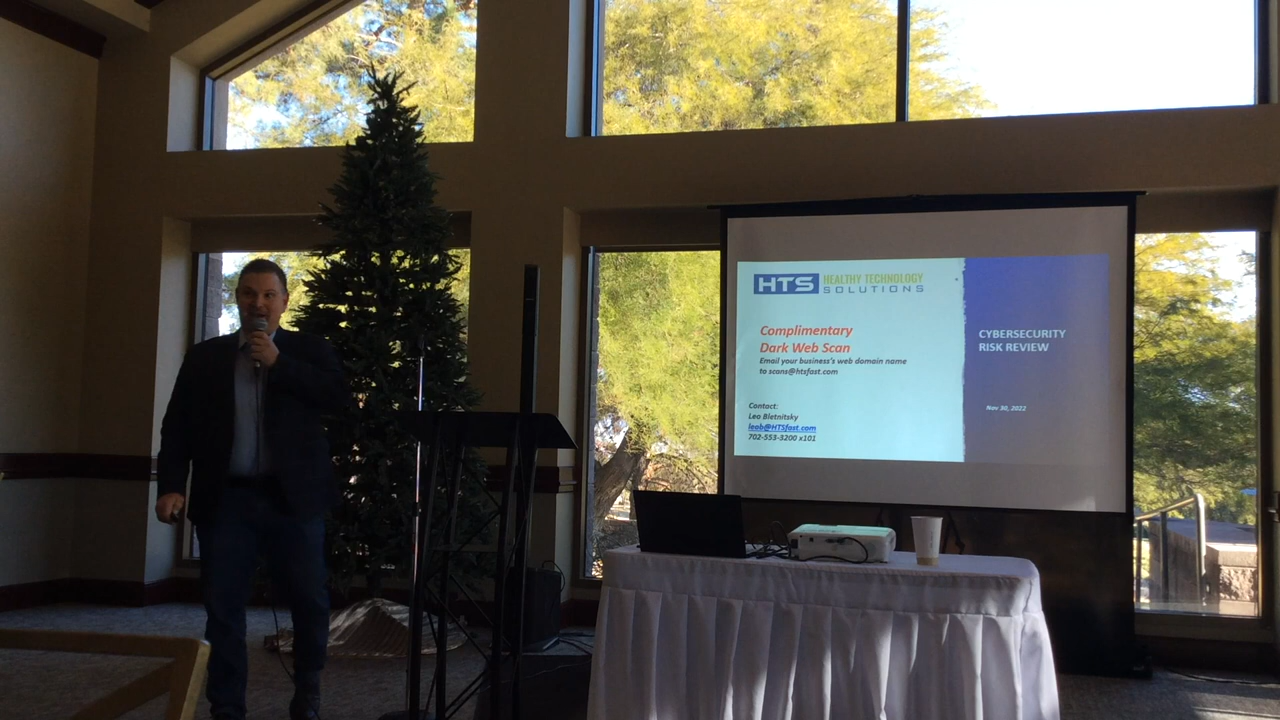 HTS HEALTHY TECHNOLOGY
SOLUTIONS
Complimentary
Dark Web Scan
Email your business's web domain name
to scans@htsfast.com
Contact:
Leo Bletnitsky
leob@HTSfast.com
702-553-3200 x101
CYBERSECURITY
RISK REVIEW
Nov 30, 2022